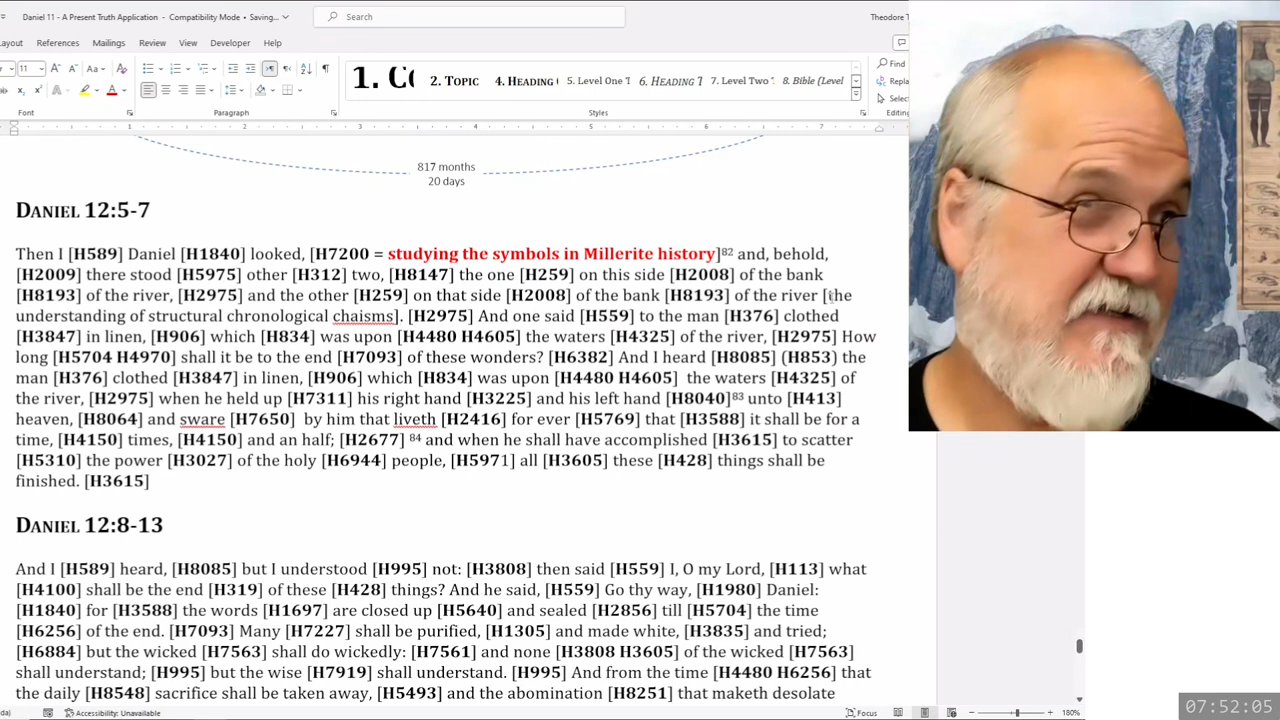 Daniel 11 - A Present Truth Application - Compatibility Mode • Saving...
Search
Theodore T
Layout References Mailings Review View Developer Help
11
1. Co 2. Topic 4. Heading 5. Level One 'I 6. Heading 7. Level Two' 8. Bible (Level
Find
Repla
Select
Font Paragraph Styles Editing
1 2 3 4 5 6 7
817 months
20 days
Daniel 12:5-7
Then I [H589] Daniel [H1840] looked, [H7200 = studying the symbols in Millerite history]82 and, behold,
[H2009] there stood [H5975] other [H312] two, [H8147] the one [H259] on this side [H2008] of the bank
[H8193] of the river, [H2975] and the other [H259] on that side [H2008] of the bank [H8193] of the river [the
understanding of structural chronological chaisms]. [H2975] And one said [H559] to the man [H376] clothed
[H3847] in linen, [H906] which [H834] was upon [H4480 H4605] the waters [H4325] of the river, [H2975] How
long [H5704 H4970] shall it be to the end [H7093] of these wonders? [H6382] And I heard [H8085] (H853) the
man [H376] clothed [H3847] in linen, [H906] which [H834] was upon [H4480 H4605] the waters [H4325] of
the river, [H2975] when he held up [H7311] his right hand [H3225] and his left hand [H8040]83 unto [H413]
heaven, [H8064] and sware [H7650] by him that liveth [H2416] for ever [H5769] that [H3588] it shall be for a
time, [H4150] times, [H4150] and an half; [H2677] 84 and when he shall have accomplished [H3615] to scatter
[H5310] the power [H3027] of the holy [H6944] people, [H5971] all [H3605] these [H428] things shall be
finished. [H3615]
Daniel 12:8-13
And I [H589] heard, [H8085] but I understood [H995] not: [H3808] then said [H559] I, O my Lord, [H113] what
[H4100] shall be the end [H319] of these [H428] things? And he said, [H559] Go thy way, [H1980] Daniel:
[H1840] for [H3588] the words [H1697] are closed up [H5640] and sealed [H2856] till [H5704] the time
[H6256] of the end. [H7093] Many [H7227] shall be purified, [H1305] and made white, [H3835] and tried;
[H6884] but the wicked [H7563] shall do wickedly: [H7561] and none [H3808 H3605] of the wicked [H7563]
shall understand; [H995] but the wise [H7919] shall understand. [H995] And from the time [H4480 H6256] that
the daily [H8548] sacrifice shall be taken away, [H5493] and the abomination [H8251] that maketh desolate
Accessibility: Unavailable
Focus
180%
07:52:05